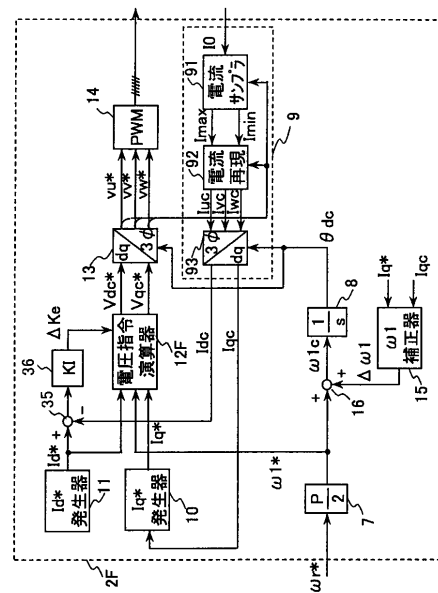 2F
Id*
発生器
11
Id* +
35
−
KI
36
ΔKe
電圧指令
演算器
12F
Vdc*
Vqc*
13
dq
3φ
vu*
vv*
vw*
PWM
14
I0
91
電流
サンプラ
Imax
Imin
92
電流
再現
9
Iuc
Ivc
Iwc
93
3φ
dq
Idc
Iqc
Iq*
発生器
10
Iq*
ωr*
P
2
7
ω1*
+
+
16
ω1c
1
s
8
θdc
Δω1
ω1
補正器
15
Iq*
Iqc